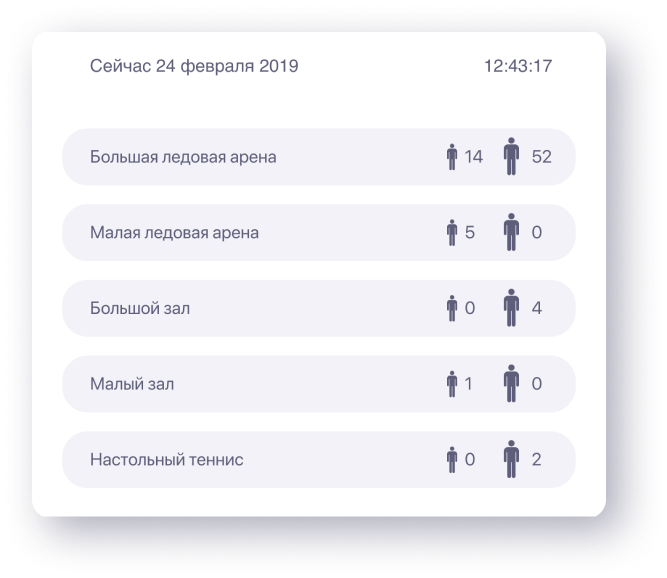 Сейчас 24 февраля 2019 12:43:17
Большая ледовая арена 14 52
Малая ледовая арена 5 0
Большой зал 0 4
Малый зал 1 0
Настольный теннис 0 2